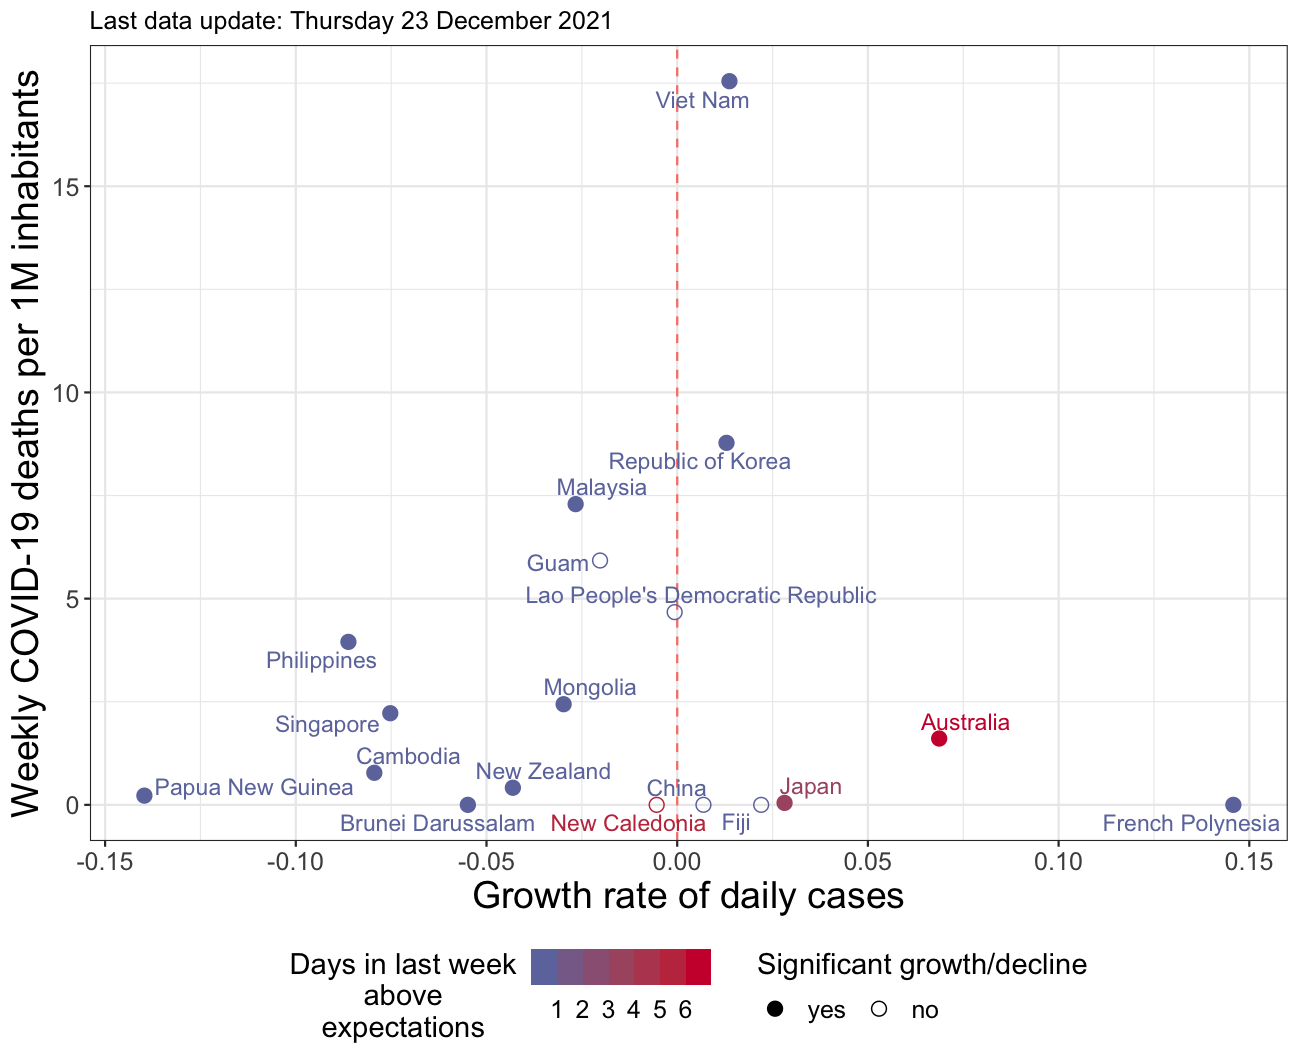 Last data update: Thursday 23 December 2021
Weekly COVID-19 deaths per 1M inhabitants
15
10
5
0
Viet Nam
Republic of Korea
Malaysia
Guam
Lao People's Democratic Republic
Philippines
Mongolia
Singapore
Australia
Cambodia
New Zealand
Papua New Guinea
China
Japan
Brunei Darussalam
New Caledonia
Fiji
French Polynesia
-0.15 -0.10 -0.05 0.00 0.05 0.10 0.15
Growth rate of daily cases
Days in last week
above
expectations
1 2 3 4 5 6
Significant growth/decline
yes no